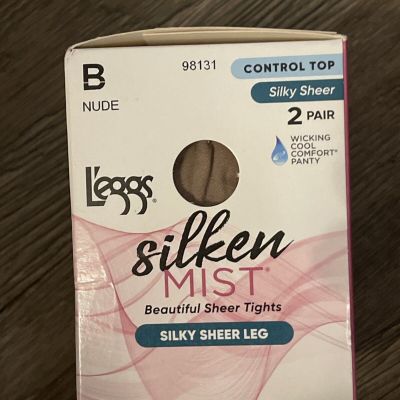 B
NUDE
98131
CONTROL TOP
Silky Sheer
2 PAIR
WICKING
COOL
COMFORT®
PANTY
L'eggs®
silken
MIST®
Beautiful Sheer Tights
SILKY SHEER LEG